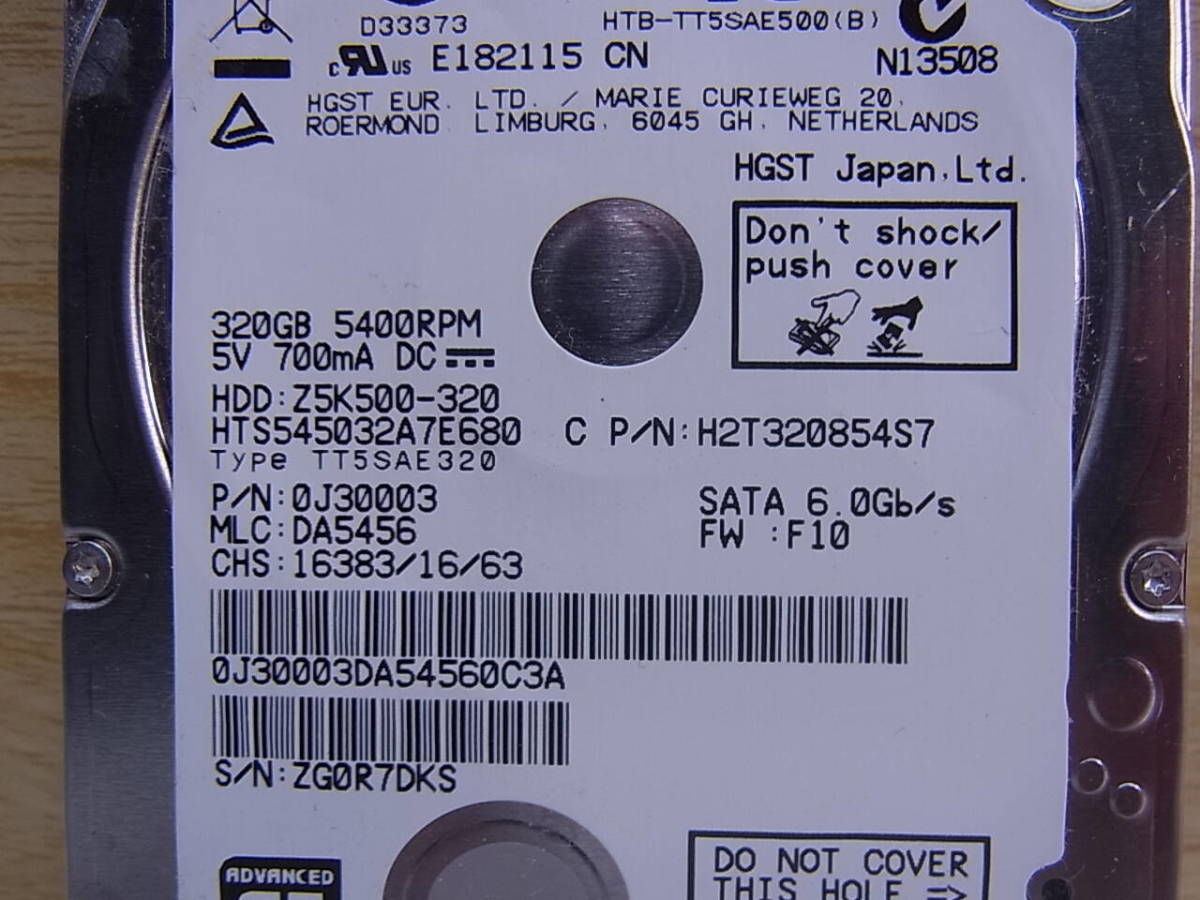 D33373
HTB-TT5SAE500(B)
c RU US E182115 CN
N13508
HGST EUR. LTD. / MARIE CURIEWEG 20,
ROERMOND, LIMBURG, 6045 GH, NETHERLANDS
HGST Japan,Ltd.
Don't shock/
push cover
320GB 5400RPM
5V 700mA DC
HDD:Z5K500-320
HTS545032A7E680 C P/N:H2T320854S7
Type TT5SAE320
P/N:0J30003
SATA 6.0Gb/s
MLC:DA5456
FW :F10
CHS:16383/16/63
0J30003DA54560C3A
S/N:ZG0R7DKS
ADVANCED
DO NOT COVER
THIS HOLE =>